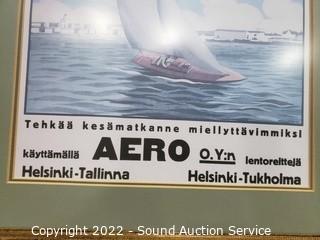 Tehkää kesämatkanne miellyttävimmiksi
käyttämällä AERO O.Y:n lentoreittejä
Helsinki-Tallinna Helsinki-Tukholma
Copyright 2022 - Sound Auction Service